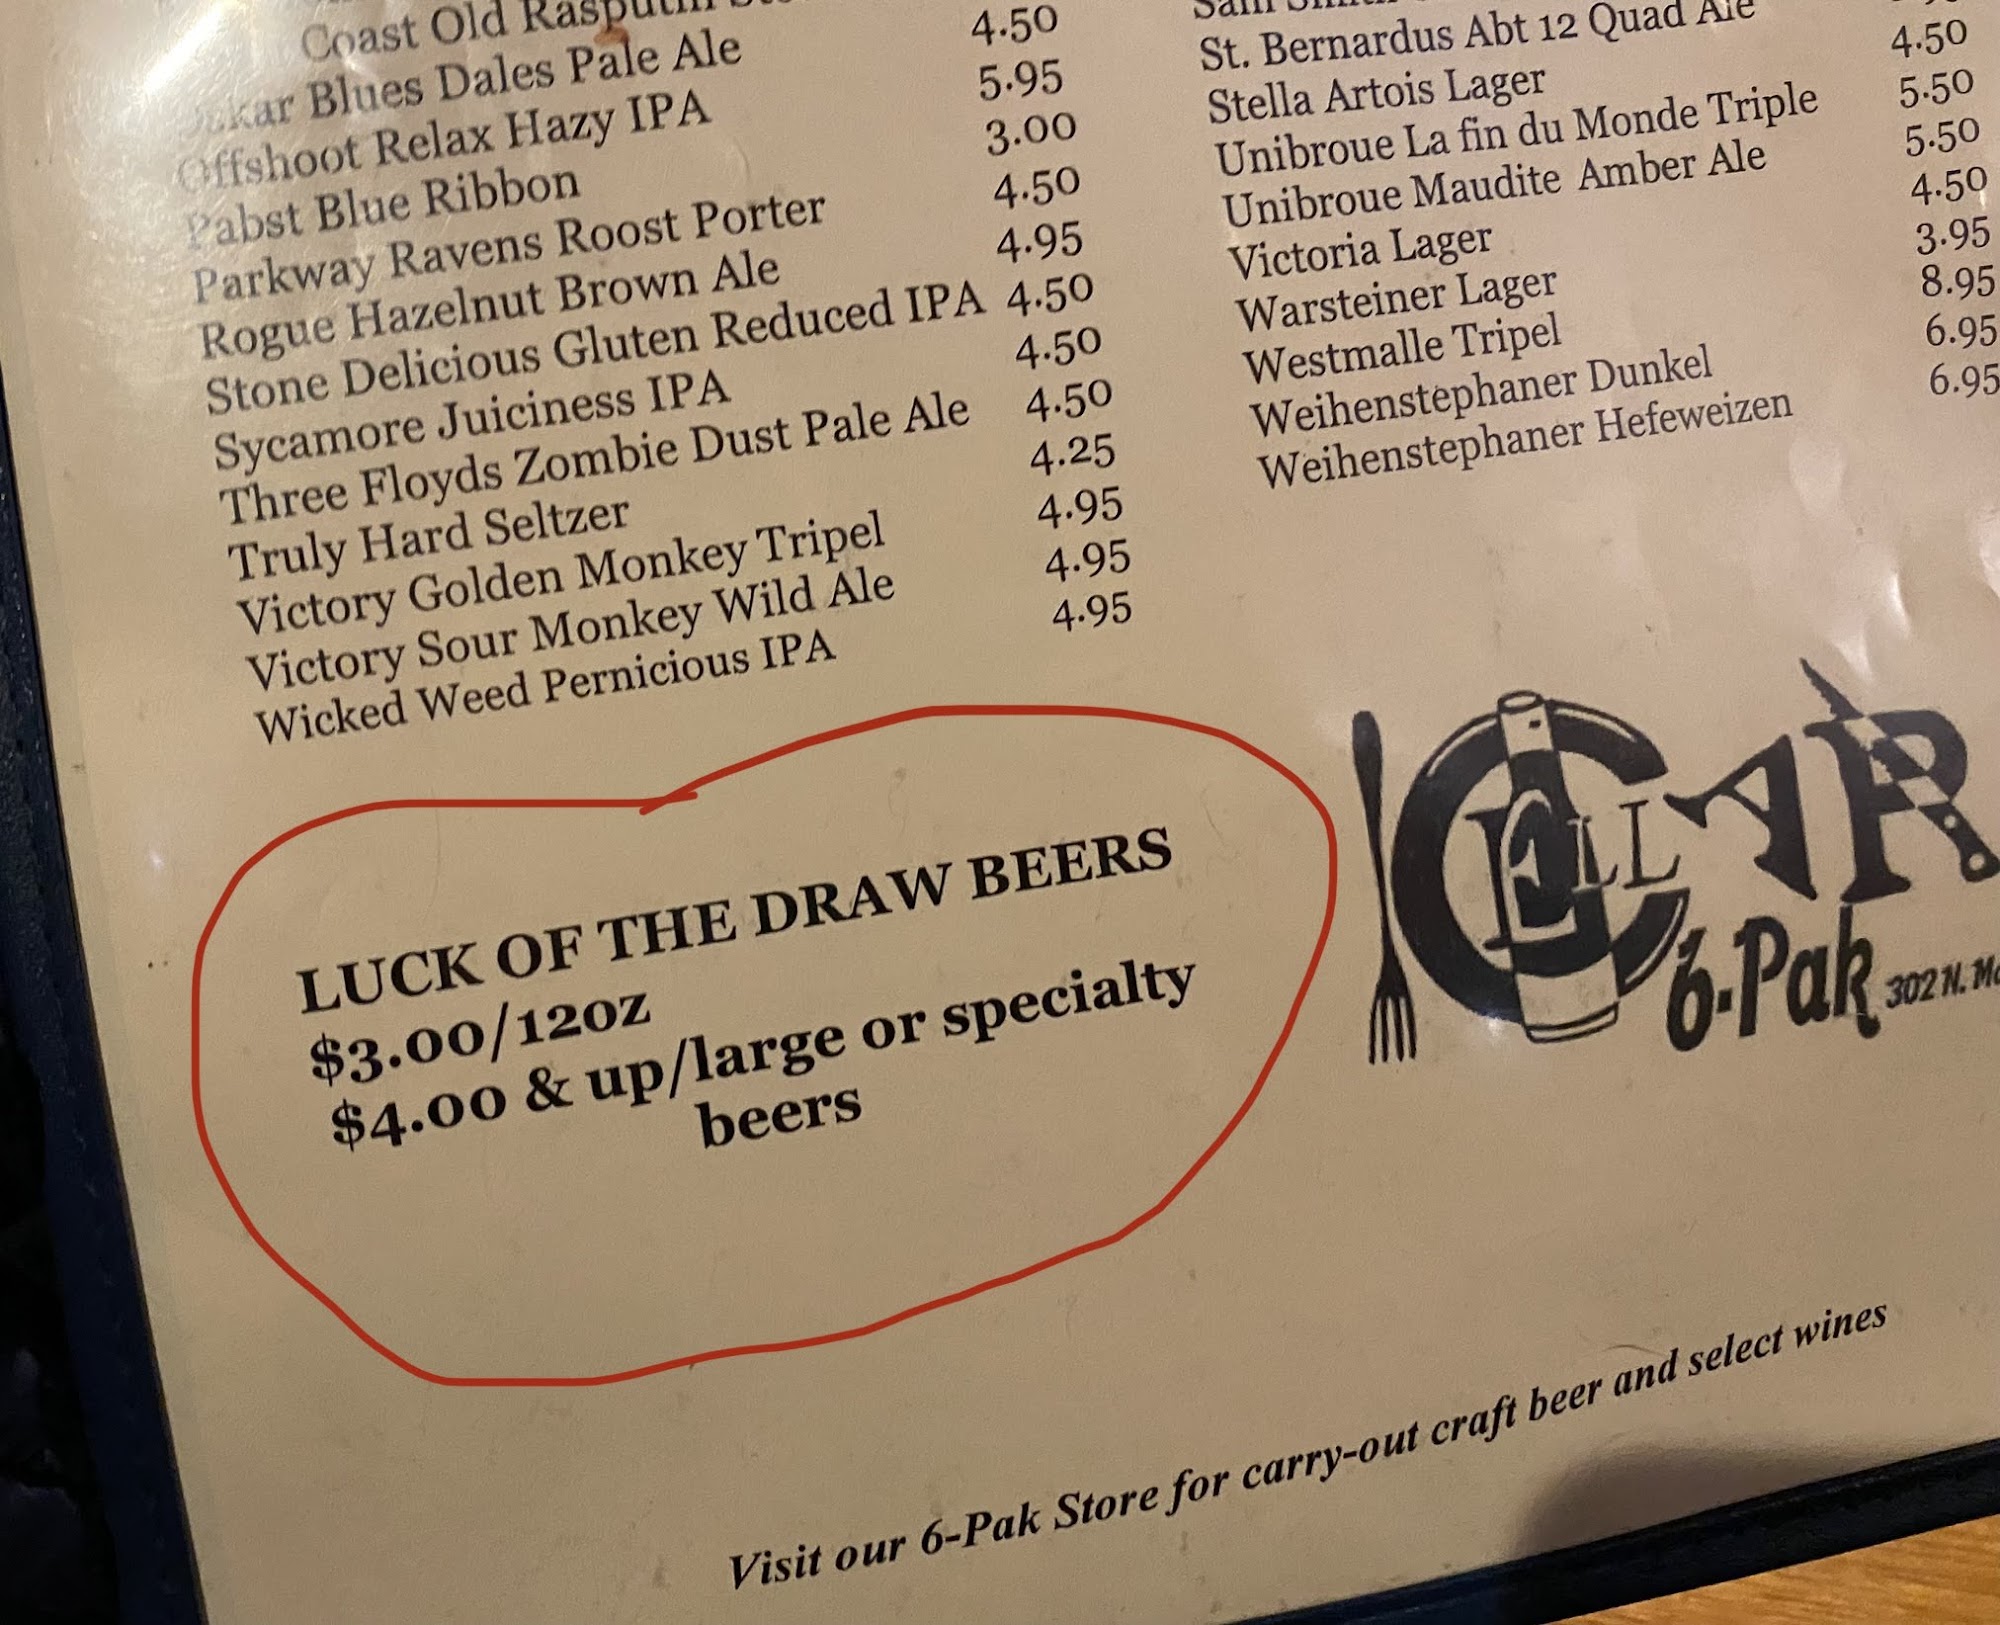 Coast Old Rasputin
Oskar Blues Dales Pale Ale 4.50
Offshoot Relax Hazy IPA 5.95
Pabst Blue Ribbon 3.00
Parkway Ravens Roost Porter 4.50
Rogue Hazelnut Brown Ale 4.95
Stone Delicious Gluten Reduced IPA 4.50
Sycamore Juiciness IPA 4.50
Three Floyds Zombie Dust Pale Ale 4.50
Truly Hard Seltzer 4.25
Victory Golden Monkey Tripel 4.95
Victory Sour Monkey Wild Ale 4.95
Wicked Weed Pernicious IPA 4.95
St. Bernardus Abt 12 Quad Ale
Stella Artois Lager 4.50
Unibroue La fin du Monde Triple 5.50
Unibroue Maudite Amber Ale 5.50
Victoria Lager 4.50
Warsteiner Lager 3.95
Westmalle Tripel 8.95
Weihenstephaner Dunkel 6.95
Weihenstephaner Hefeweizen 6.95
LUCK OF THE DRAW BEERS
$3.00/12oz
$4.00 & up/large or specialty
beers
CELLAR
6-Pak 302 N.
Visit our 6-Pak Store for carry-out craft beer and select wines